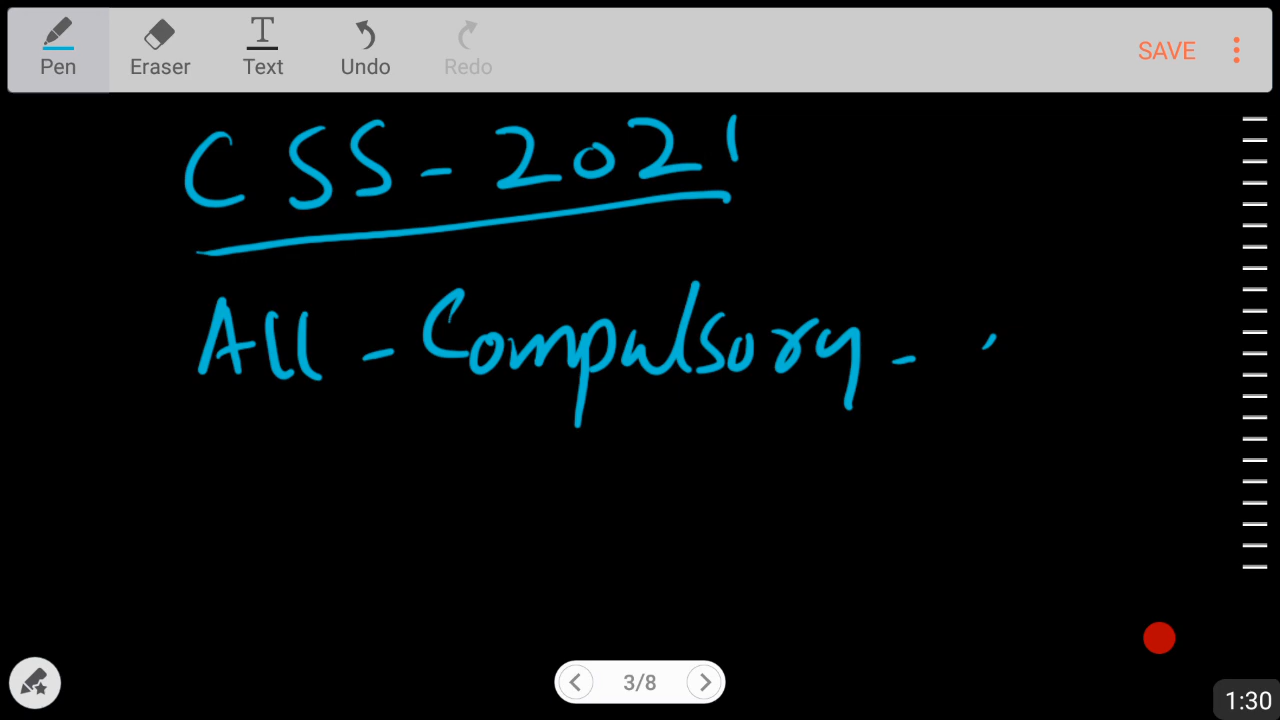 Pen Eraser Text Undo Redo SAVE
CSS-2021
All - Compulsory -
3/8
1:30